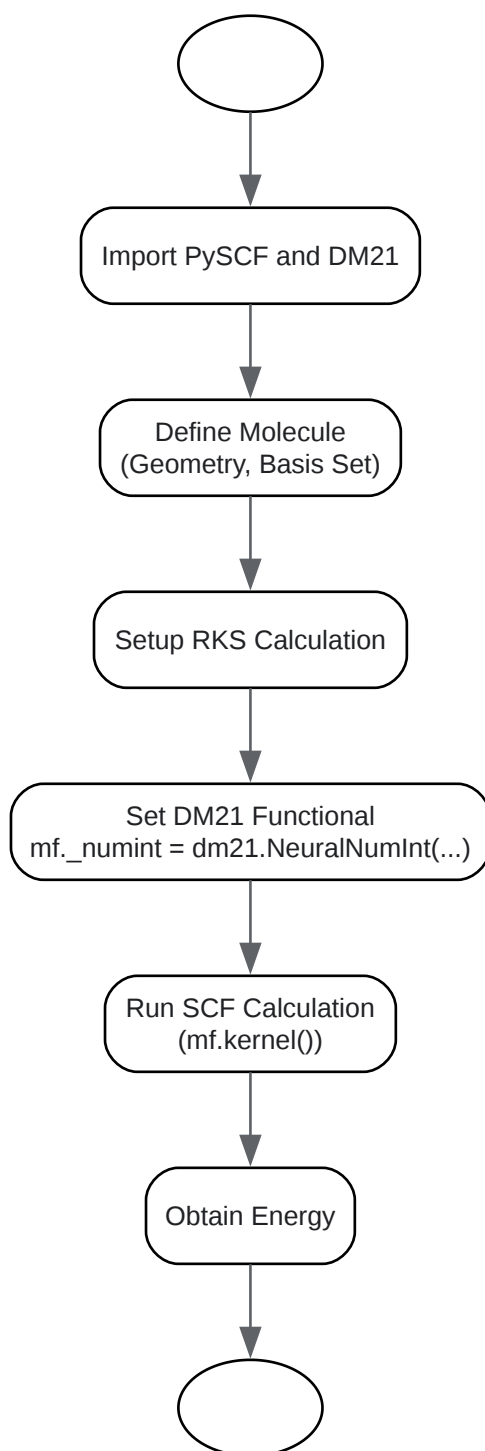 Import PySCF and DM21
Define Molecule
(Geometry, Basis Set)
Setup RKS Calculation
Set DM21 Functional
mf._numint = dm21.NeuralNumInt(...)
Run SCF Calculation
(mf.kernel())
Obtain Energy